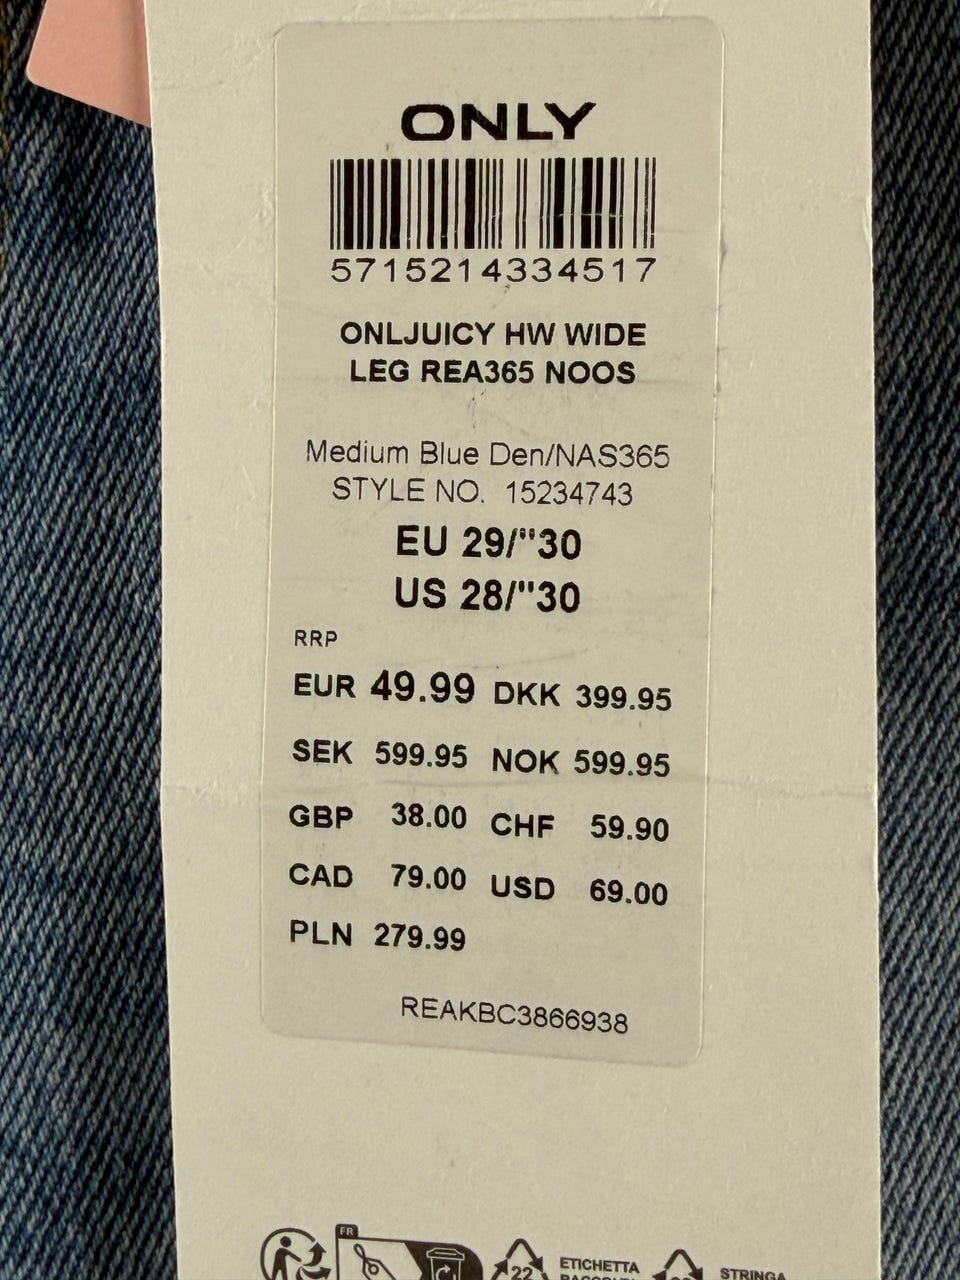 ONLY
5715214334517
ONLJUICY HW WIDE
LEG REA365 NOOS
Medium Blue Den/NAS365
STYLE NO. 15234743
EU 29/"30
US 28/"30
RRP
EUR 49.99 DKK 399.95
SEK 599.95 NOK 599.95
GBP 38.00 CHF 59.90
CAD 79.00 USD 69.00
PLN 279.99
REAKBC3866938
FR
22
ETICHETTA
STRINGA